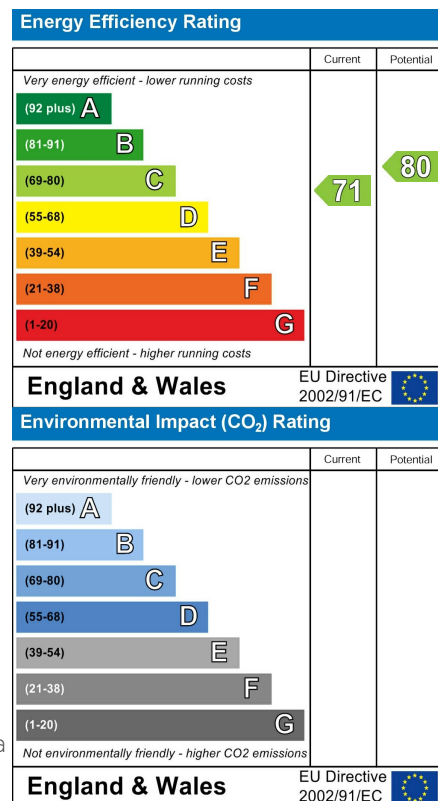 Energy Efficiency Rating
Current Potential
Very energy efficient - lower running costs
(92 plus) A
(81-91) B
(69-80) C
(55-68) D
(39-54) E
(21-38) F
(1-20) G
71
80
Not energy efficient - higher running costs
England & Wales
EU Directive
2002/91/EC
Environmental Impact (CO₂) Rating
Current Potential
Very environmentally friendly - lower CO2 emissions
(92 plus) A
(81-91) B
(69-80) C
(55-68) D
(39-54) E
(21-38) F
(1-20) G
a
Not environmentally friendly - higher CO2 emissions
England & Wales
EU Directive
2002/91/EC